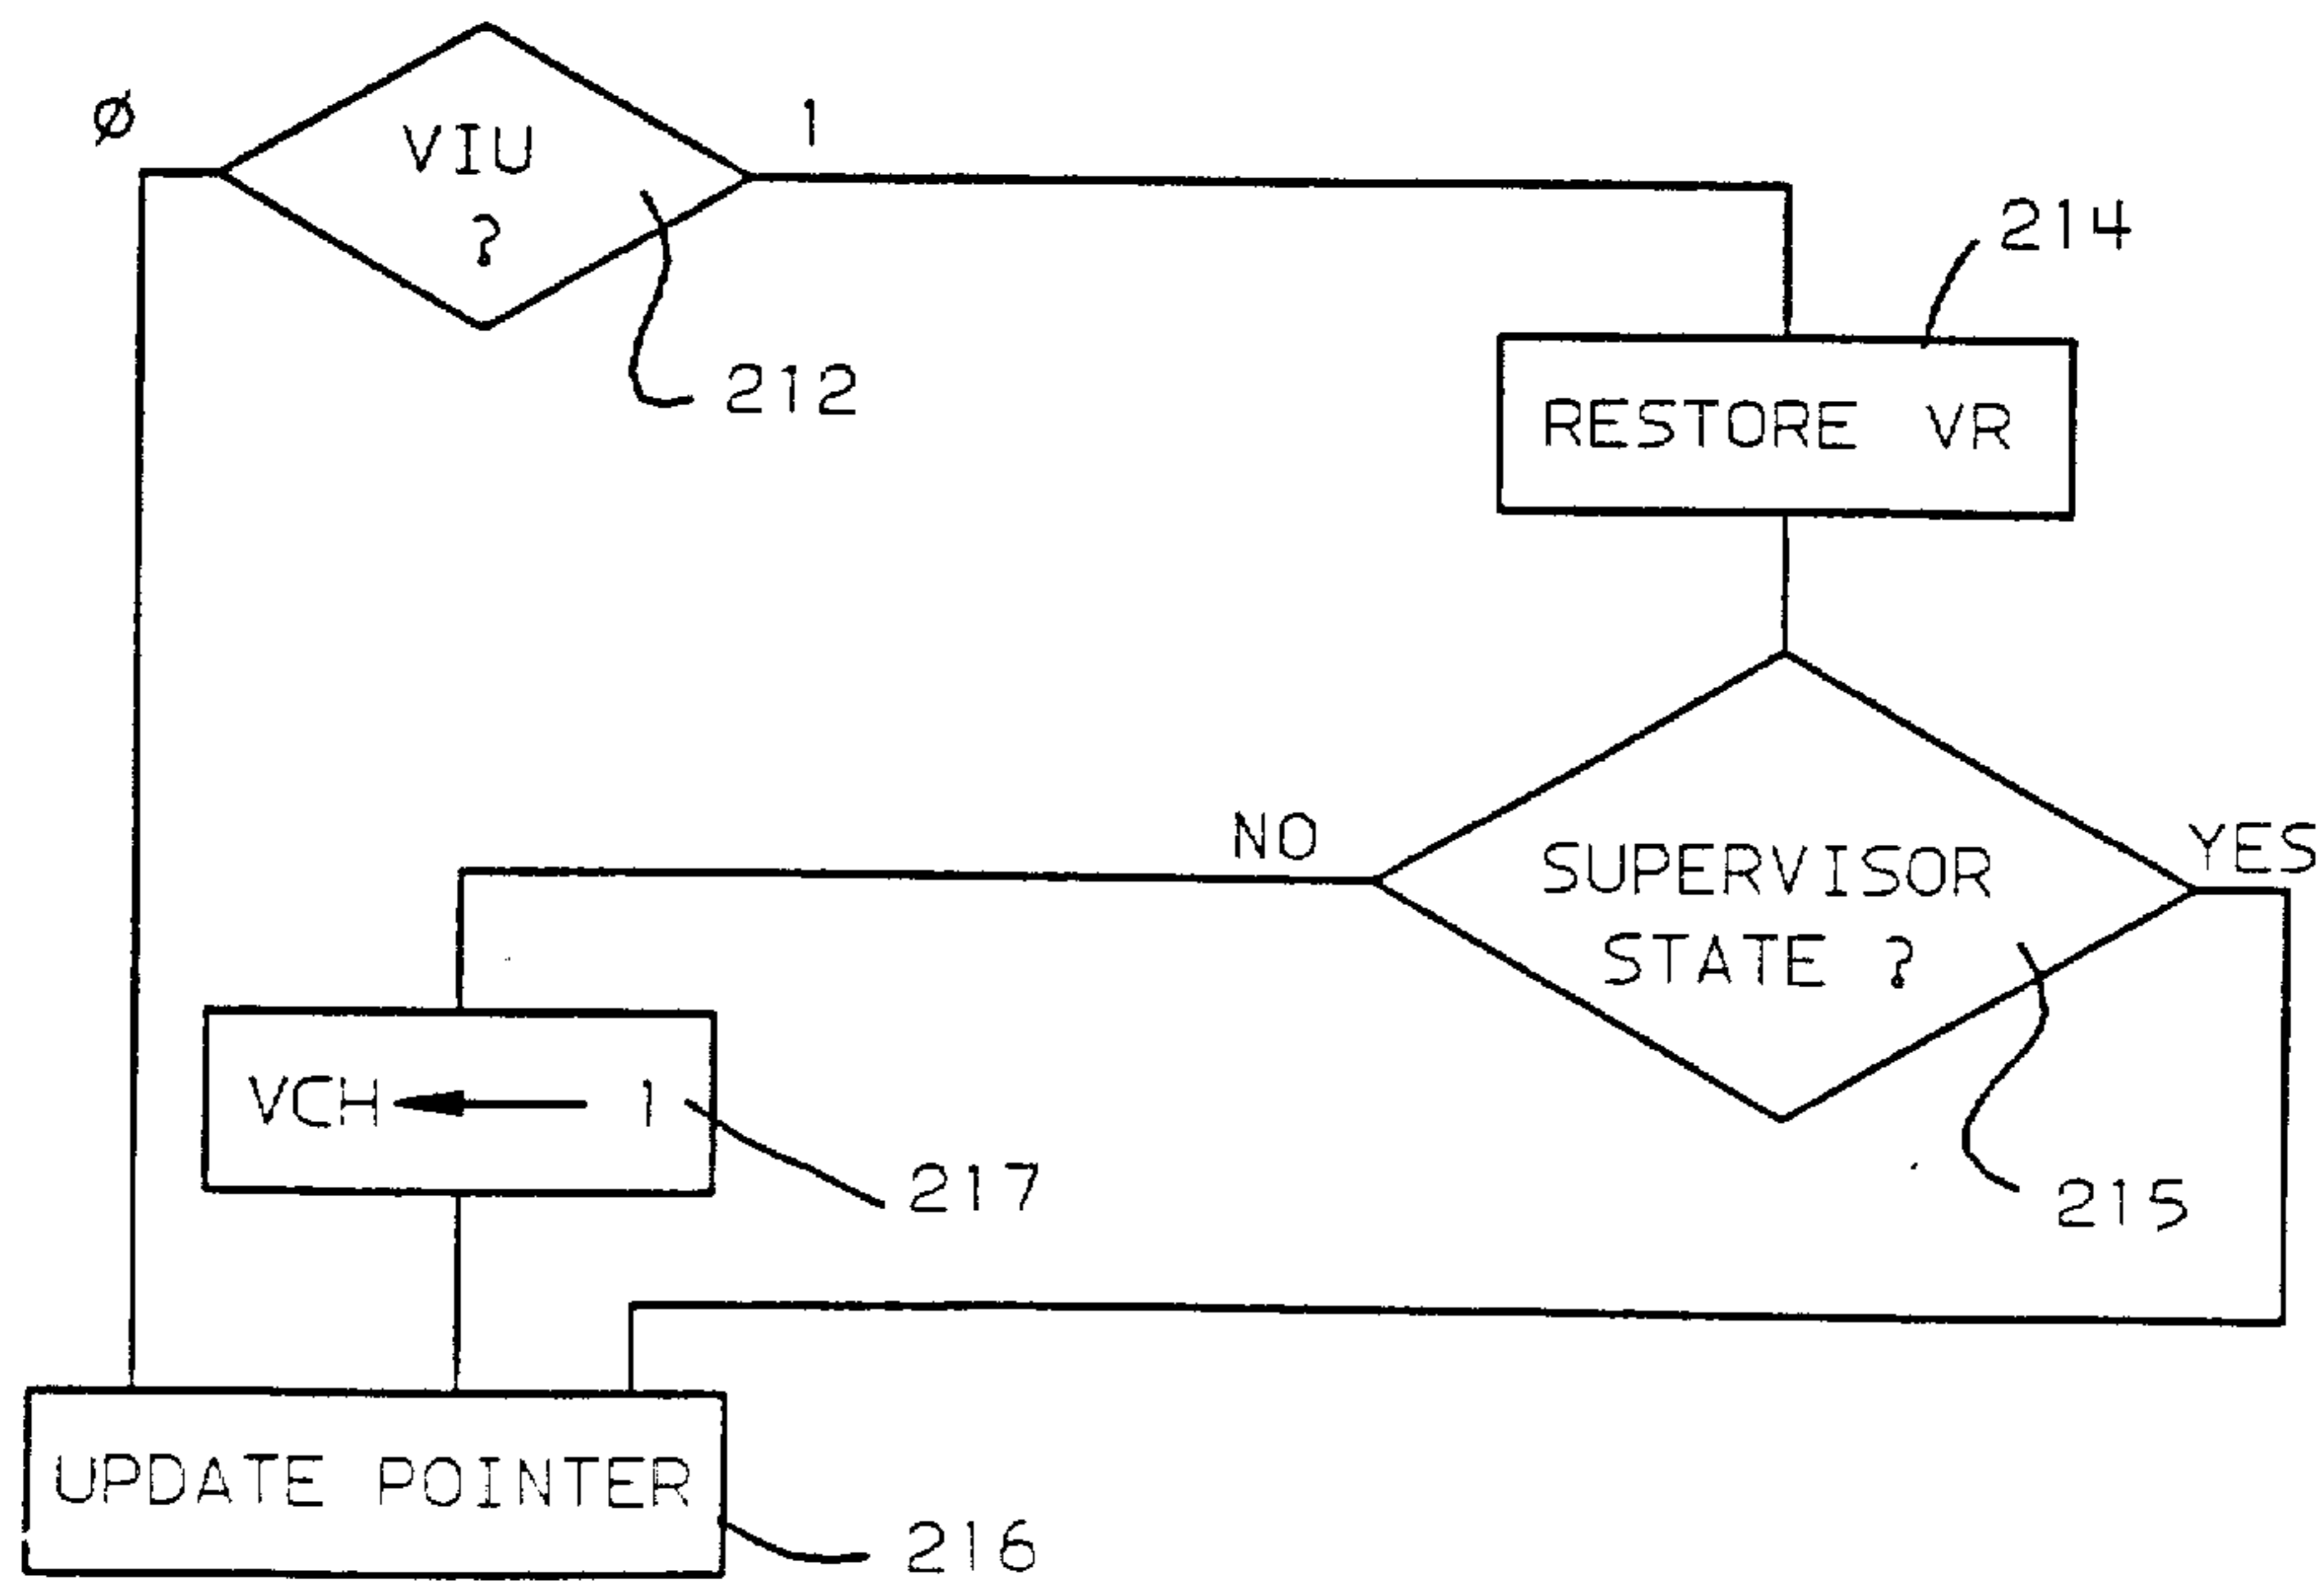 Ø
VIU
?
1
212
214
RESTORE VR
NO
SUPERVISOR
STATE ?
YES
215
VCH ← 1
217
UPDATE POINTER
216